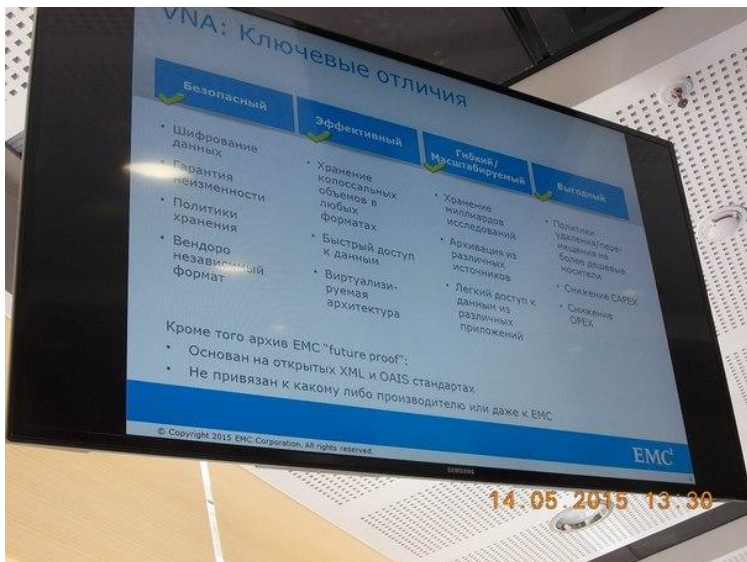 VNA: Ключевые отличия
Безопасный
• Шифрование
данных
• Гарантия
неизменности
• Политики
хранения
• Вендоро
независимый
формат
Эффективный
• Хранение
колоссальных
объемов в
любых
форматах
• Быстрый доступ
к данным
• Виртуализи-
руемая
архитектура
Гибкий/
Масштабируемый
• Хранение
миллиардов
исследований
• Архивация из
различных
источников
• Легкий доступ к
данным из
различных
приложений
Выгодный
• Политики
удаления/пере-
мещения на
более дешевые
носители
• Снижение CAPEX
• Снижение
OPEX
Кроме того архив EMC "future proof":
• Основан на открытых XML и OAIS стандартах
• Не привязан к какому либо производителю или даже к EMC
© Copyright 2015 EMC Corporation. All rights reserved.
EMC²
SAMSUNG
14.05.2015 13:30